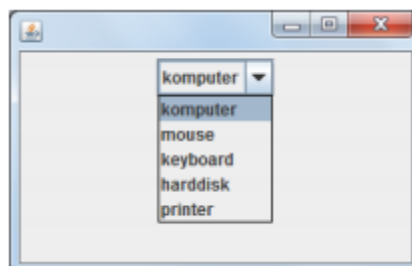 komputer
komputer
mouse
keyboard
harddisk
printer